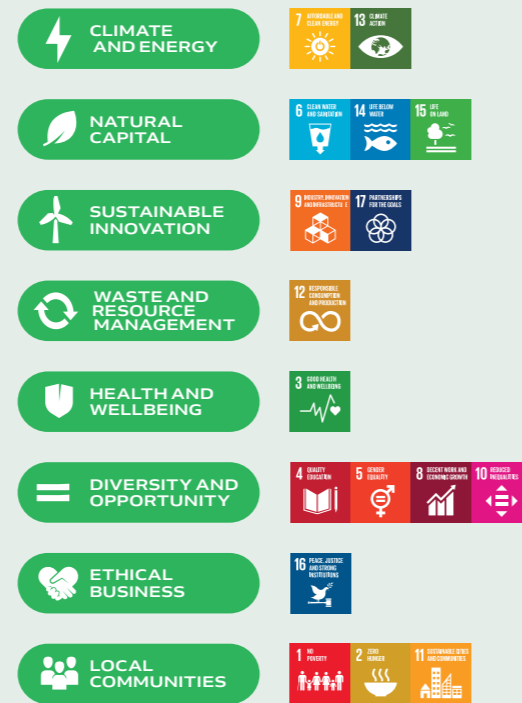 CLIMATE
AND ENERGY
7 AFFORDABLE AND
CLEAN ENERGY
13 CLIMATE
ACTION
NATURAL
CAPITAL
6 CLEAN WATER
AND SANITATION
14 LIFE BELOW
WATER
15 LIFE
ON LAND
SUSTAINABLE
INNOVATION
9 INDUSTRY, INNOVATION
AND INFRASTRUCTURE
17 PARTNERSHIPS
FOR THE GOALS
WASTE AND
RESOURCE
MANAGEMENT
12 RESPONSIBLE
CONSUMPTION
AND PRODUCTION
HEALTH AND
WELLBEING
3 GOOD HEALTH
AND WELLBEING
DIVERSITY AND
OPPORTUNITY
4 QUALITY
EDUCATION
5 GENDER
EQUALITY
8 DECENT WORK AND
ECONOMIC GROWTH
10 REDUCED
INEQUALITIES
ETHICAL
BUSINESS
16 PEACE, JUSTICE
AND STRONG
INSTITUTIONS
LOCAL
COMMUNITIES
1 NO
POVERTY
2 ZERO
HUNGER
11 SUSTAINABLE CITIES
AND COMMUNITIES